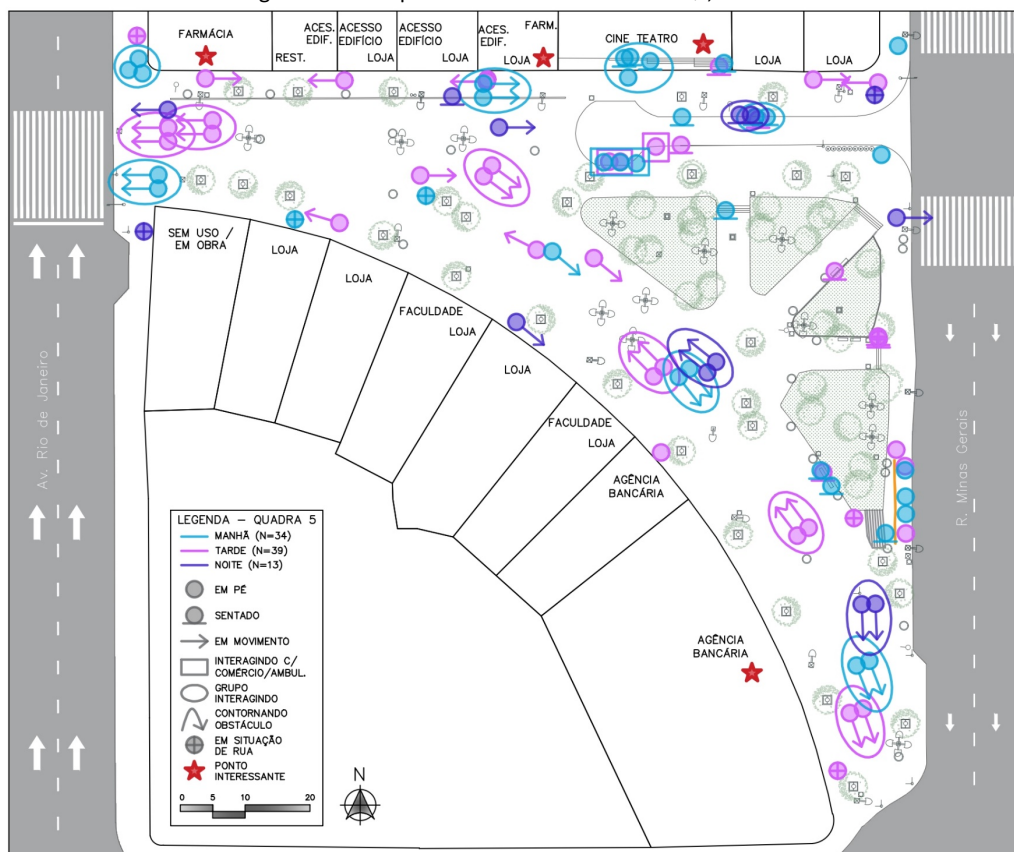 FARMÁCIA
REST.
ACES.
EDIF.
ACESSO
EDIFÍCIO
LOJA
ACESSO
EDIFÍCIO
LOJA
ACES.
EDIF.
FARM.
LOJA
CINE TEATRO
LOJA
LOJA
SEM USO /
EM OBRA
LOJA
LOJA
FACULDADE
LOJA
LOJA
FACULDADE
LOJA
AGÊNCIA
BANCÁRIA
AGÊNCIA
BANCÁRIA
Av. Rio de Janeiro
R. Minas Gerais
LEGENDA – QUADRA 5
MANHÃ (N=34)
TARDE (N=39)
NOITE (N=13)
EM PÉ
SENTADO
EM MOVIMENTO
INTERAGINDO C/
COMÉRCIO/AMBUL.
GRUPO
INTERAGINDO
CONTORNANDO
OBSTÁCULO
EM SITUAÇÃO
DE RUA
PONTO
INTERESSANTE
0 5 10 20
N